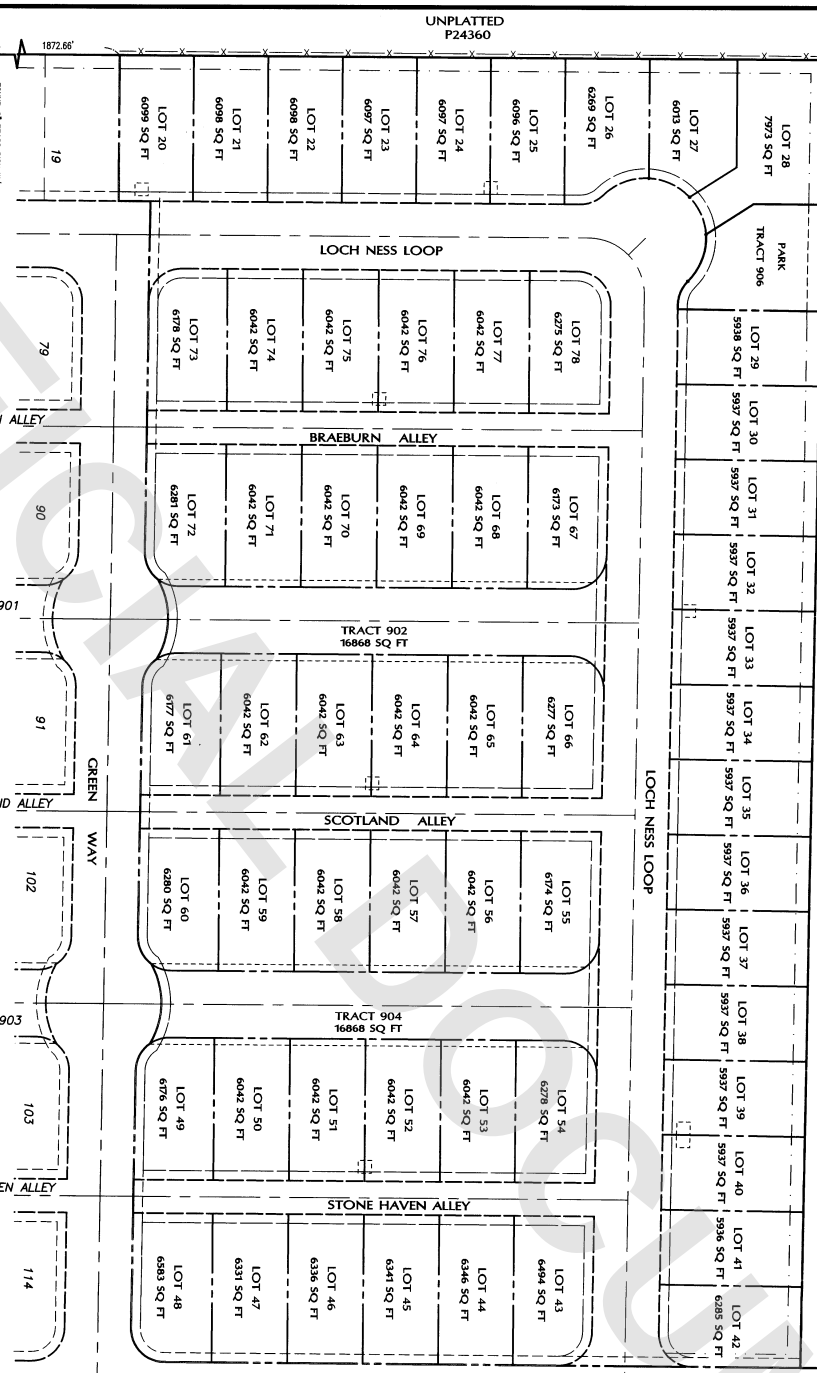 UNPLATTED
P24360
1872.66'
19
LOT 20
6099 SQ FT
LOT 21
6098 SQ FT
LOT 22
6098 SQ FT
LOT 23
6097 SQ FT
LOT 24
6097 SQ FT
LOT 25
6096 SQ FT
LOT 26
6269 SQ FT
LOT 27
6013 SQ FT
LOT 28
7973 SQ FT
PARK
TRACT 906
LOCH NESS LOOP
79
LOT 73
6178 SQ FT
LOT 74
6042 SQ FT
LOT 75
6042 SQ FT
LOT 76
6042 SQ FT
LOT 77
6042 SQ FT
LOT 78
6275 SQ FT
LOT 29
5938 SQ FT
LOT 30
5937 SQ FT
LOT 31
5937 SQ FT
LOT 32
5937 SQ FT
LOT 33
5937 SQ FT
LOT 34
5937 SQ FT
LOT 35
5937 SQ FT
LOT 36
5937 SQ FT
LOT 37
5937 SQ FT
LOT 38
5937 SQ FT
LOT 39
5937 SQ FT
LOT 40
5937 SQ FT
LOT 41
5936 SQ FT
LOT 42
6285 SQ FT
ALLEY
BRAEBURN ALLEY
90
LOT 72
6281 SQ FT
LOT 71
6042 SQ FT
LOT 70
6042 SQ FT
LOT 69
6042 SQ FT
LOT 68
6042 SQ FT
LOT 67
6173 SQ FT
901
TRACT 902
16868 SQ FT
91
LOT 61
6177 SQ FT
LOT 62
6042 SQ FT
LOT 63
6042 SQ FT
LOT 64
6042 SQ FT
LOT 65
6042 SQ FT
LOT 66
6277 SQ FT
GREEN WAY
LOCH NESS LOOP
ND ALLEY
SCOTLAND ALLEY
102
LOT 60
6280 SQ FT
LOT 59
6042 SQ FT
LOT 58
6042 SQ FT
LOT 57
6042 SQ FT
LOT 56
6042 SQ FT
LOT 55
6174 SQ FT
903
TRACT 904
16868 SQ FT
103
LOT 49
6176 SQ FT
LOT 50
6042 SQ FT
LOT 51
6042 SQ FT
LOT 52
6042 SQ FT
LOT 53
6042 SQ FT
LOT 54
6278 SQ FT
EN ALLEY
STONE HAVEN ALLEY
114
LOT 48
6583 SQ FT
LOT 47
6331 SQ FT
LOT 46
6336 SQ FT
LOT 45
6341 SQ FT
LOT 44
6346 SQ FT
LOT 43
6494 SQ FT
ICIAL DOCU